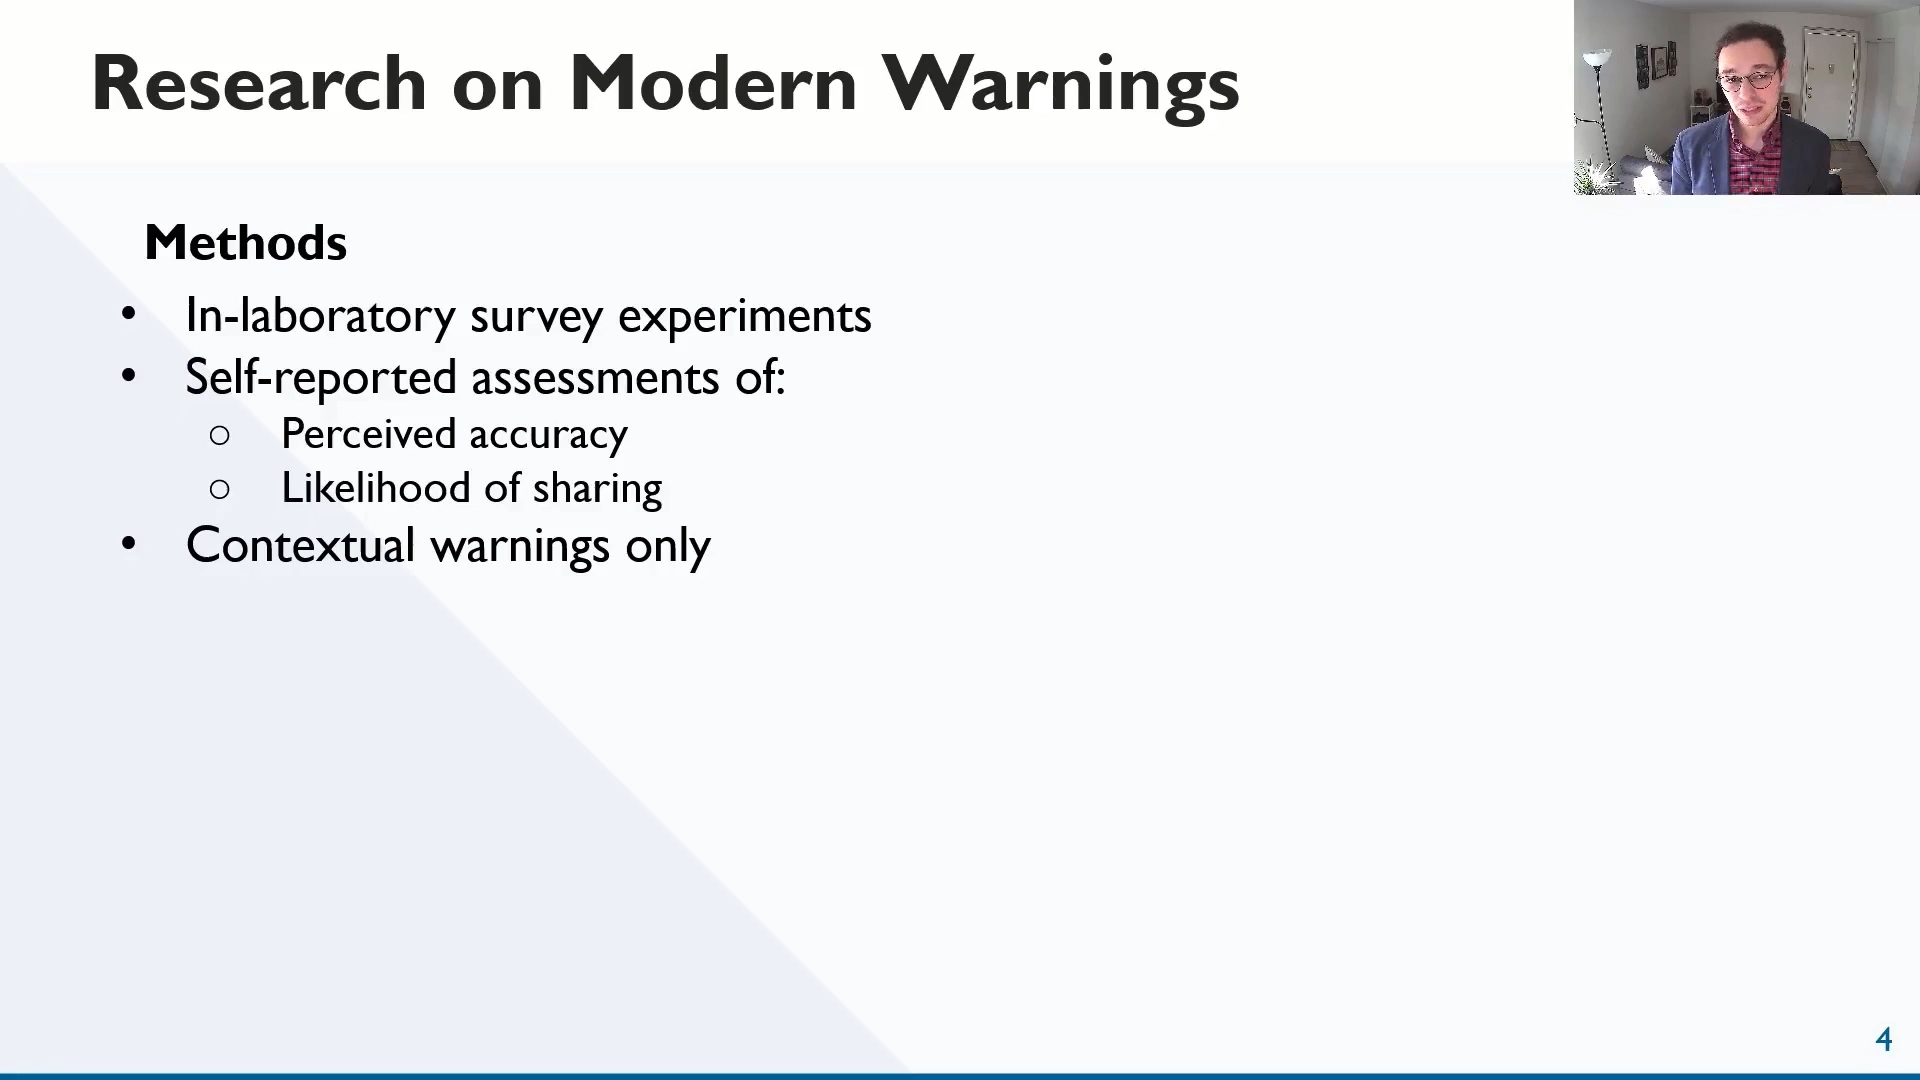 Research on Modern Warnings
Methods
• In-laboratory survey experiments
• Self-reported assessments of:
○ Perceived accuracy
○ Likelihood of sharing
• Contextual warnings only
4